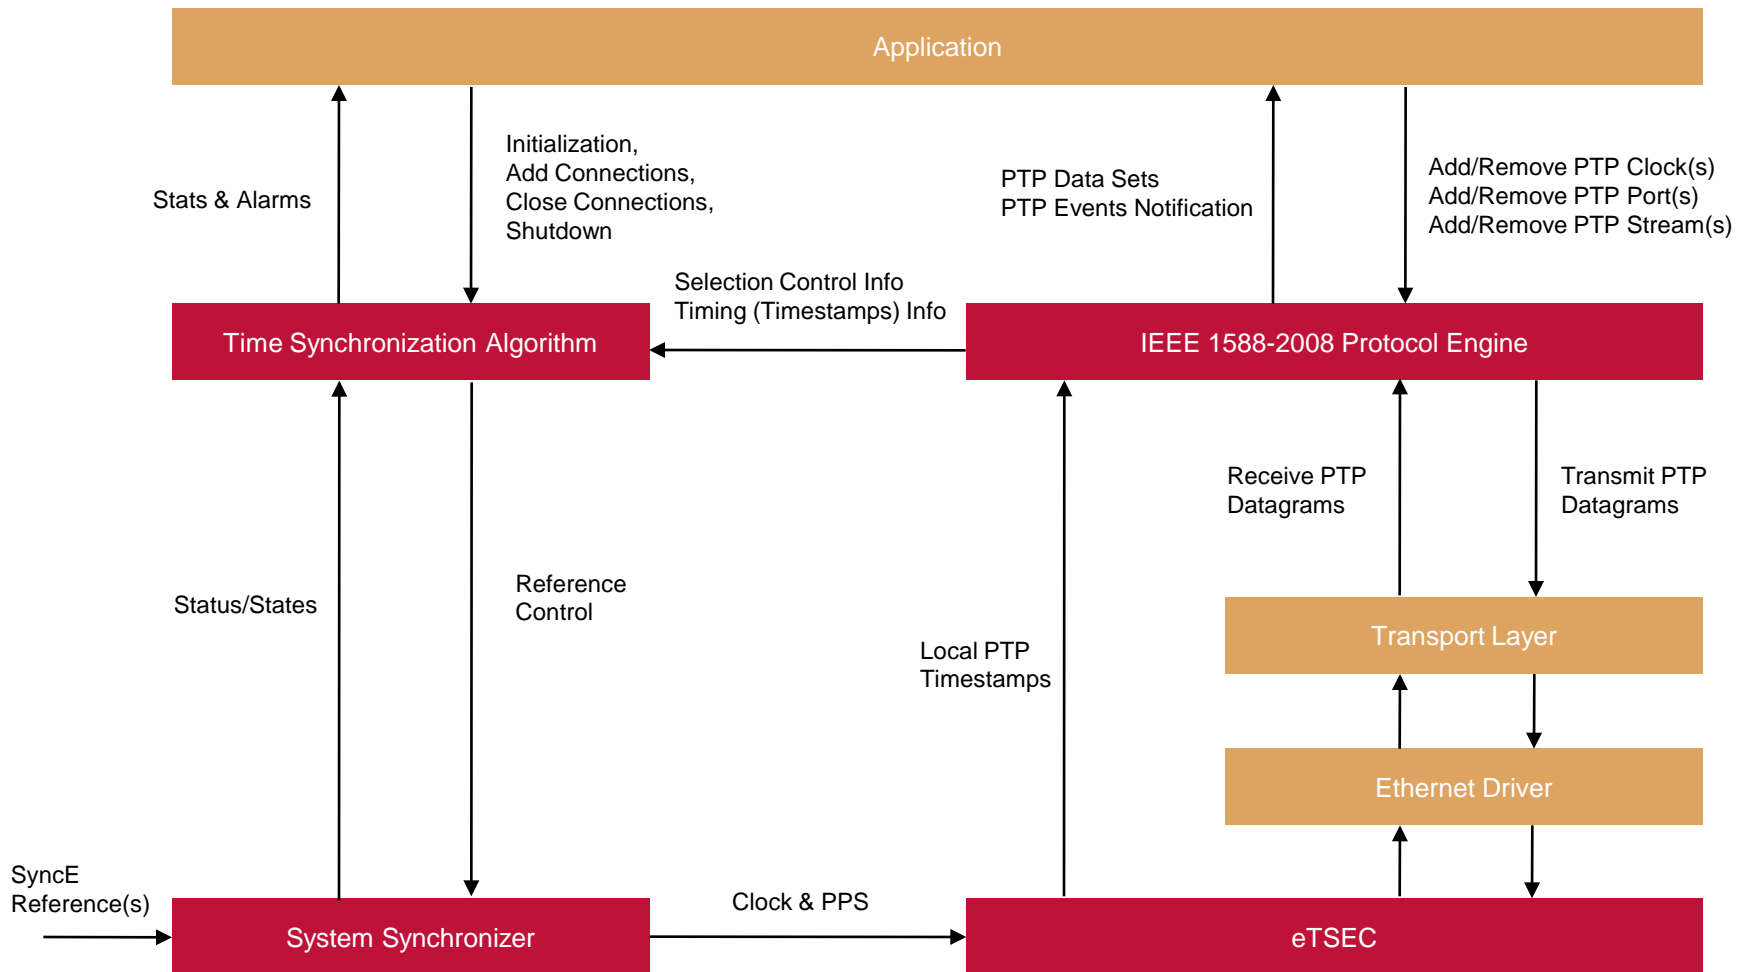 Application
Stats & Alarms
Initialization,
Add Connections,
Close Connections,
Shutdown
PTP Data Sets
PTP Events Notification
Add/Remove PTP Clock(s)
Add/Remove PTP Port(s)
Add/Remove PTP Stream(s)
Selection Control Info
Timing (Timestamps) Info
Time Synchronization Algorithm
IEEE 1588-2008 Protocol Engine
Receive PTP
Datagrams
Transmit PTP
Datagrams
Status/States
Reference
Control
Local PTP
Timestamps
Transport Layer
Ethernet Driver
SyncE
Reference(s)
Clock & PPS
System Synchronizer
eTSEC